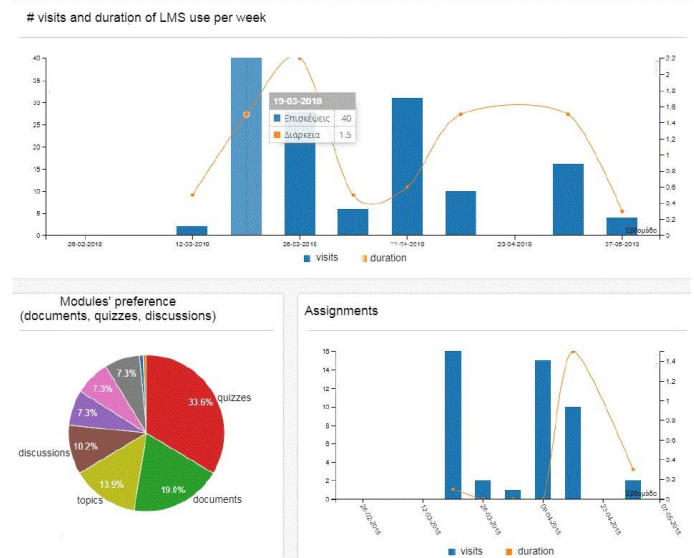 # visits and duration of LMS use per week
40
35
30
25
20
15
10
5
0
2.2
2
1.8
1.6
1.4
1.2
1
0.8
0.6
0.4
0.2
0
19-03-2018
Επισκέψεις 40
Διάρκεια 1.5
Εβδομάδα
26-02-2018 12-03-2018 26-03-2018 23-04-2018 07-05-2018
visits duration
Modules' preference
(documents, quizzes, discussions)
7.3%
7.3%
7.3%
33.6% quizzes
discussions 10.2%
13.9%
19.0%
topics documents
Assignments
16
14
12
10
8
6
4
2
0
1.4
1.2
1
0.8
0.6
0.4
0.2
0
Εβδομάδα
26-02-2018 12-03-2018 26-03-2018 09-04-2018 23-04-2018 07-05-2018
visits duration